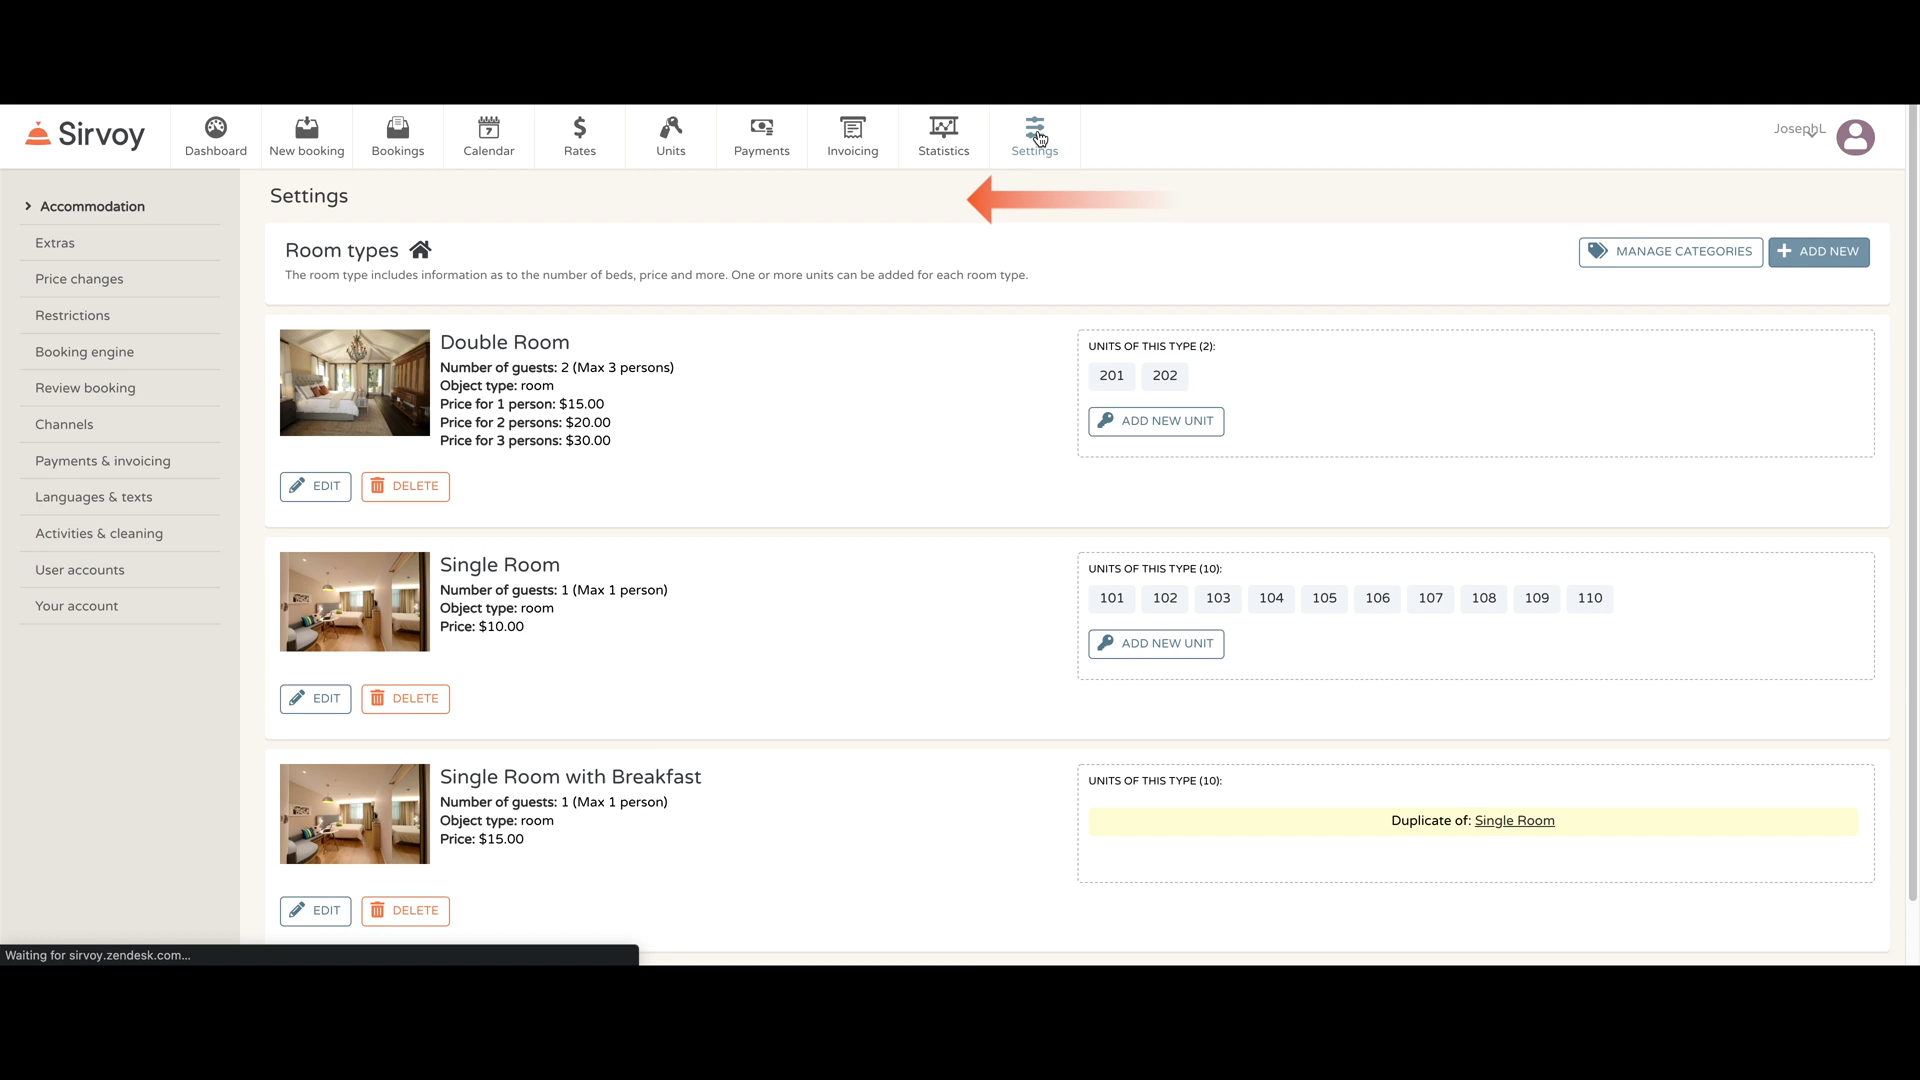 Sirvoy
Dashboard
New booking
Bookings
Calendar
Rates
Units
Payments
Invoicing
Statistics
Settings
JosephL
Accommodation
Extras
Price changes
Restrictions
Booking engine
Review booking
Channels
Payments & invoicing
Languages & texts
Activities & cleaning
User accounts
Your account
Settings
Room types
The room type includes information as to the number of beds, price and more. One or more units can be added for each room type.
MANAGE CATEGORIES
ADD NEW
Double Room
Number of guests: 2 (Max 3 persons)
Object type: room
Price for 1 person: $15.00
Price for 2 persons: $20.00
Price for 3 persons: $30.00
EDIT
DELETE
UNITS OF THIS TYPE (2):
201 202
ADD NEW UNIT
Single Room
Number of guests: 1 (Max 1 person)
Object type: room
Price: $10.00
EDIT
DELETE
UNITS OF THIS TYPE (10):
101 102 103 104 105 106 107 108 109 110
ADD NEW UNIT
Single Room with Breakfast
Number of guests: 1 (Max 1 person)
Object type: room
Price: $15.00
EDIT
DELETE
UNITS OF THIS TYPE (10):
Duplicate of: Single Room
Waiting for sirvoy.zendesk.com...